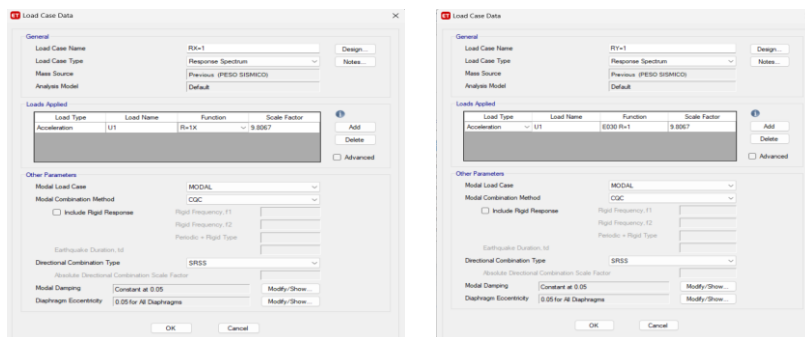 Load Case Data
General
Load Case Name RX=1 Design...
Load Case Type Response Spectrum Notes...
Mass Source Previous (PESO SISMICO)
Analysis Model Default
Loads Applied
Load Type Load Name Function Scale Factor
Acceleration U1 R=1X 9.8067 Add
Delete
Advanced
Other Parameters
Modal Load Case MODAL
Modal Combination Method CQC
Include Rigid Response Rigid Frequency, f1
Rigid Frequency, f2
Periodic + Rigid Type
Earthquake Duration, td
Directional Combination Type SRSS
Absolute Directional Combination Scale Factor
Modal Damping Constant at 0.05 Modify/Show...
Diaphragm Eccentricity 0.05 for All Diaphragms Modify/Show...
OK Cancel
Load Case Data
General
Load Case Name RY=1 Design...
Load Case Type Response Spectrum Notes...
Mass Source Previous (PESO SISMICO)
Analysis Model Default
Loads Applied
Load Type Load Name Function Scale Factor
Acceleration U1 E030 R=1 9.8067 Add
Delete
Advanced
Other Parameters
Modal Load Case MODAL
Modal Combination Method CQC
Include Rigid Response Rigid Frequency, f1
Rigid Frequency, f2
Periodic + Rigid Type
Earthquake Duration, td
Directional Combination Type SRSS
Absolute Directional Combination Scale Factor
Modal Damping Constant at 0.05 Modify/Show...
Diaphragm Eccentricity 0.05 for All Diaphragms Modify/Show...
OK Cancel